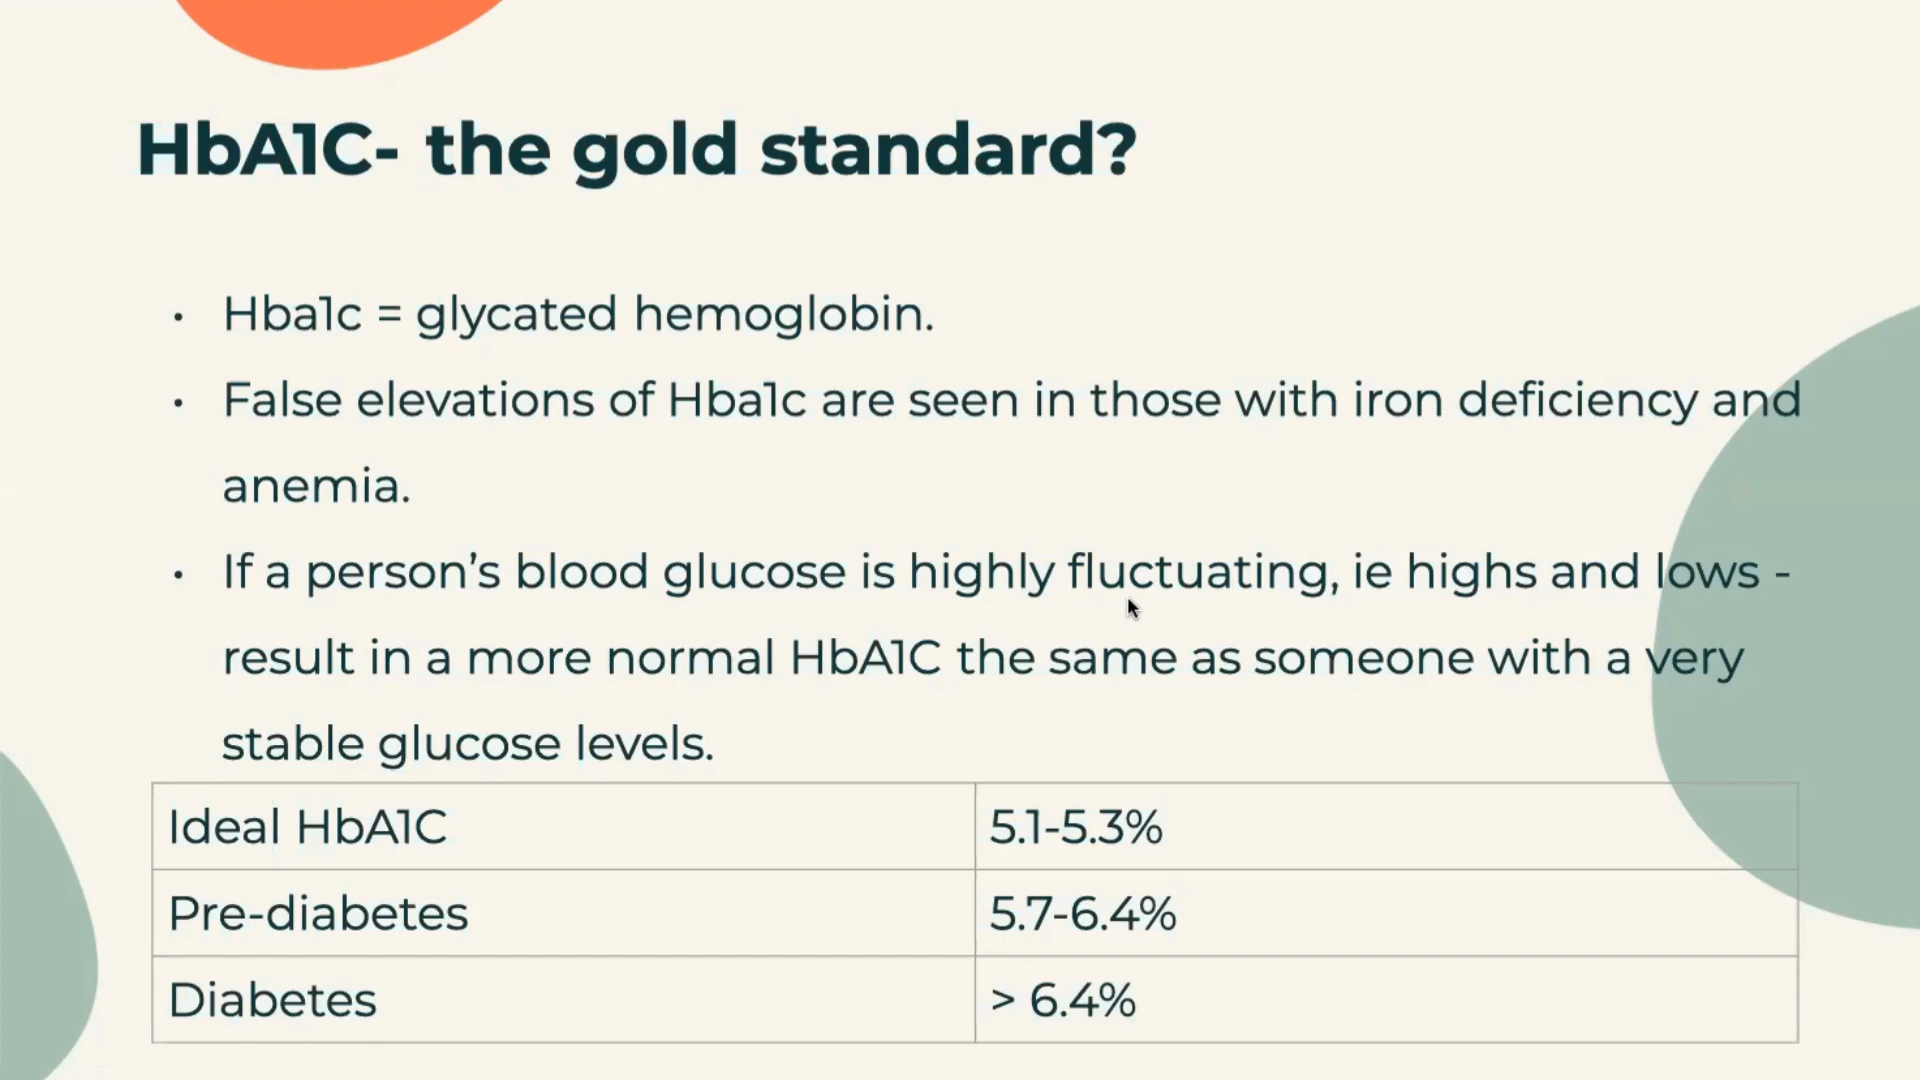 HbA1C- the gold standard?
• Hba1c = glycated hemoglobin.
• False elevations of Hba1c are seen in those with iron deficiency and
anemia.
• If a person’s blood glucose is highly fluctuating, ie highs and lows -
result in a more normal HbA1C the same as someone with a very
stable glucose levels.
Ideal HbA1C 5.1-5.3%
Pre-diabetes 5.7-6.4%
Diabetes > 6.4%